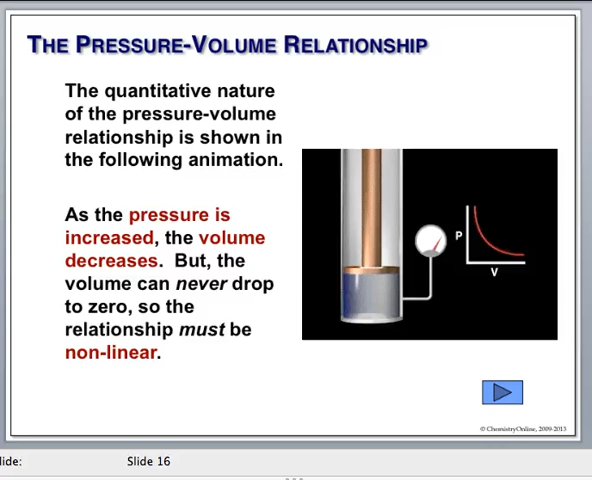 THE PRESSURE-VOLUME RELATIONSHIP
The quantitative nature
of the pressure-volume
relationship is shown in
the following animation.
As the pressure is
increased, the volume
decreases. But, the
volume can never drop
to zero, so the
relationship must be
non-linear.
P
V
© ChemistryOnline, 2009-2013
lide:
Slide 16